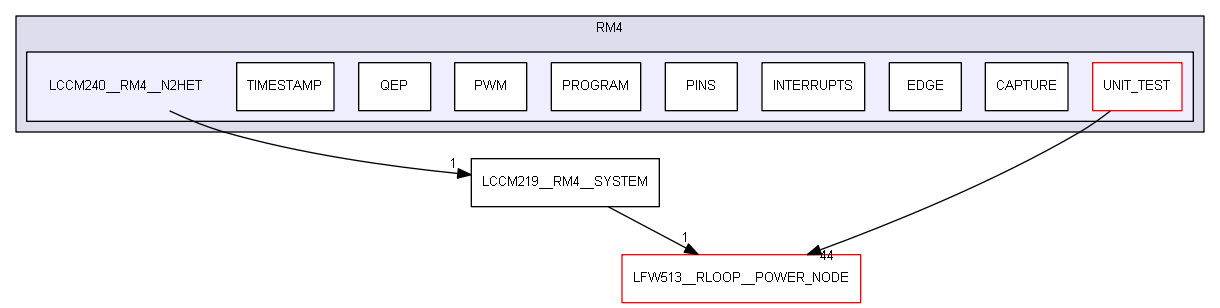 RM4
LCCM240__RM4__N2HET
TIMESTAMP
QEP
PWM
PROGRAM
PINS
INTERRUPTS
EDGE
CAPTURE
UNIT_TEST
1
LCCM219__RM4__SYSTEM
1
44
LFW513__RLOOP__POWER_NODE